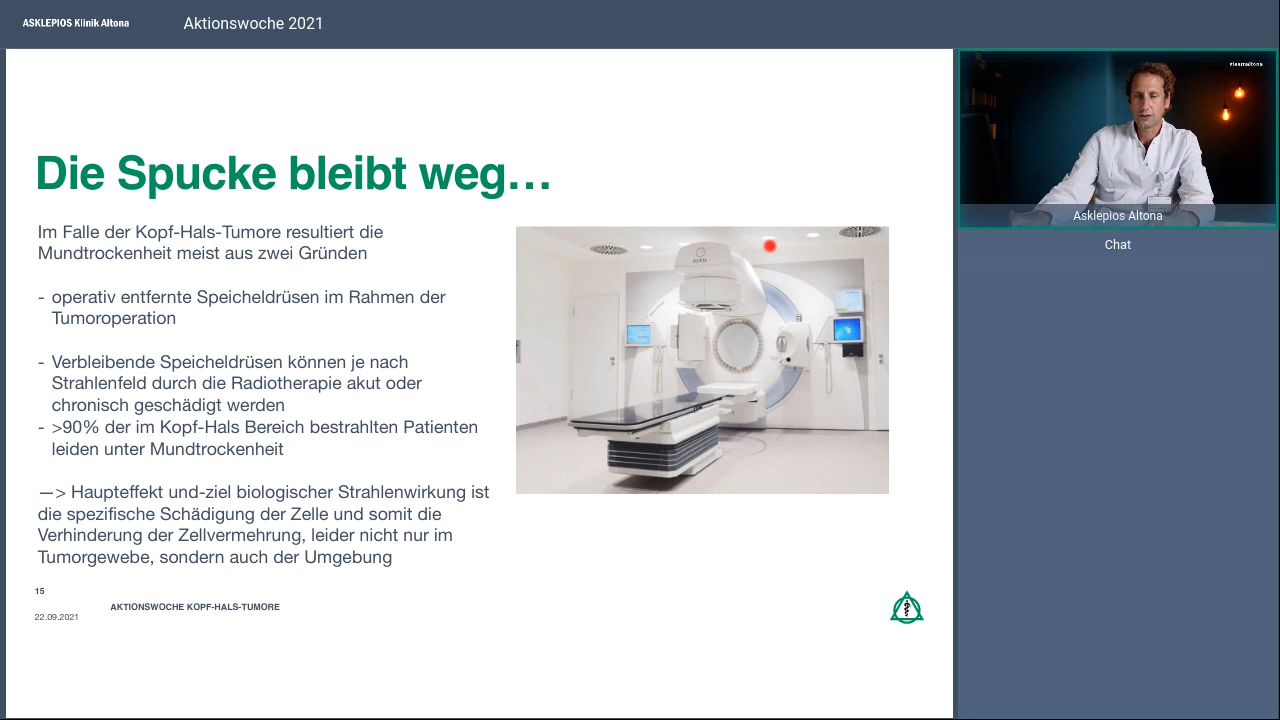 ASKLEPIOS Klinik Altona
Aktionswoche 2021
#teamaltona
Asklepios Altona
Chat
Die Spucke bleibt weg…
Im Falle der Kopf-Hals-Tumore resultiert die
Mundtrockenheit meist aus zwei Gründen
- operativ entfernte Speicheldrüsen im Rahmen der
Tumoroperation
- Verbleibende Speicheldrüsen können je nach
Strahlenfeld durch die Radiotherapie akut oder
chronisch geschädigt werden
- >90% der im Kopf-Hals Bereich bestrahlten Patienten
leiden unter Mundtrockenheit
—> Haupteffekt und-ziel biologischer Strahlenwirkung ist
die spezifische Schädigung der Zelle und somit die
Verhinderung der Zellvermehrung, leider nicht nur im
Tumorgewebe, sondern auch der Umgebung
15
AKTIONSWOCHE KOPF-HALS-TUMORE
22.09.2021